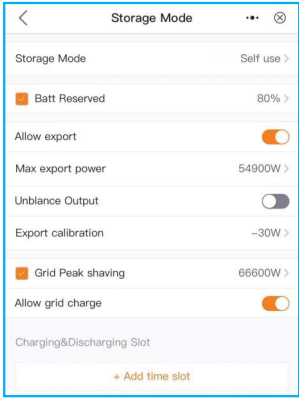 Storage Mode
Storage Mode Self use >
Batt Reserved 80% >
Allow export
Max export power 54900W >
Unblance Output
Export calibration -30W >
Grid Peak shaving 66600W >
Allow grid charge
Charging&Discharging Slot
+ Add time slot